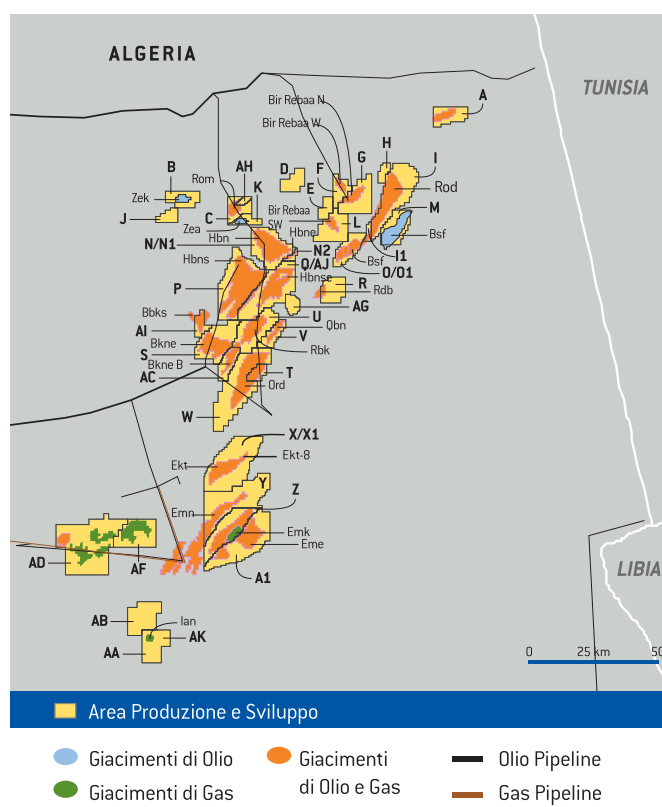 ALGERIA
TUNISIA
A
Bir Rebaa N
Bir Rebaa W
H
G
I
F
D
AH
B
Rom
Rod
K
E
Zek
M
J
C
Bir Rebaa
SW
L
Zea
Hbne
Bsf
Hbn
N/N1
N2
I1
Hbns
Q/AJ
Bsf
O/O1
Hbnse
R
P
Rdb
AG
Bbks
U
Qbn
AI
V
Bkne
Rbk
S
Bkne B
T
AC
Ord
W
X/X1
Ekt-8
Ekt
Y
Z
Emn
Emk
Eme
AD
AF
A1
LIBIA
AB
Ian
AK
AA
0 25 km 50
Area Produzione e Sviluppo
Giacimenti di Olio
Giacimenti di Gas
Giacimenti
di Olio e Gas
Olio Pipeline
Gas Pipeline